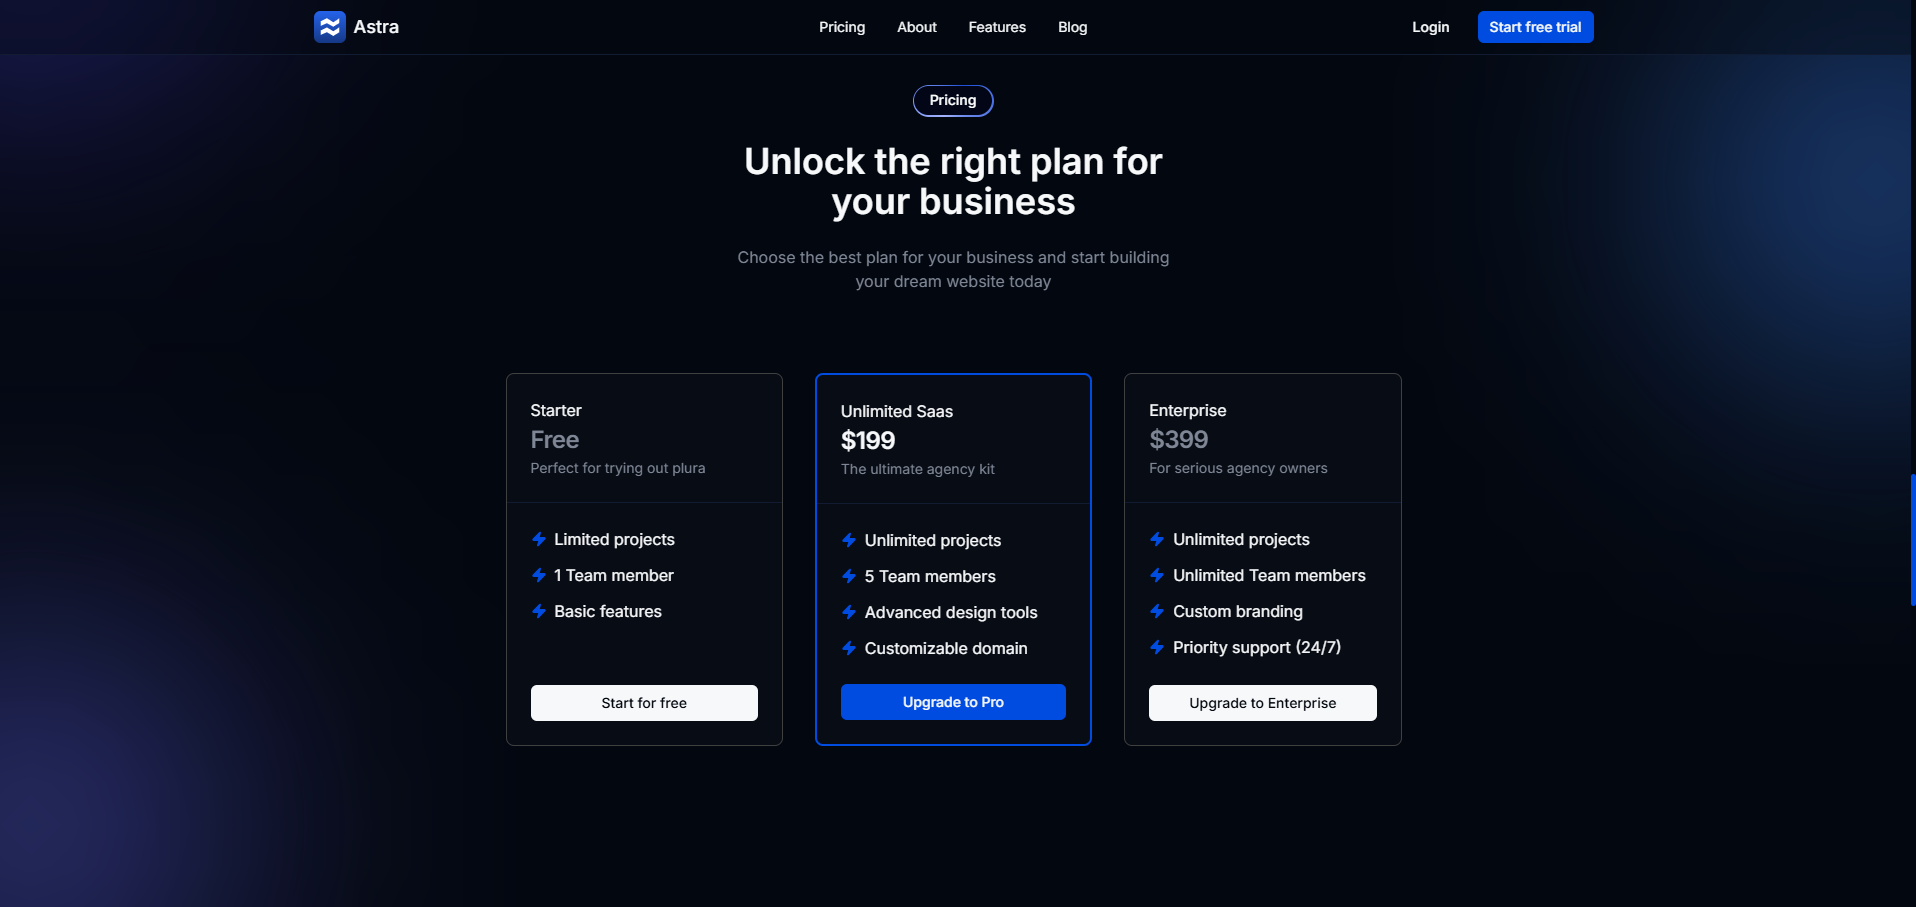 Astra
Pricing
About
Features
Blog
Login
Start free trial
Pricing
Unlock the right plan for
your business
Choose the best plan for your business and start building
your dream website today
Starter
Free
Perfect for trying out plura
Limited projects
1 Team member
Basic features
Start for free
Unlimited Saas
$199
The ultimate agency kit
Unlimited projects
5 Team members
Advanced design tools
Customizable domain
Upgrade to Pro
Enterprise
$399
For serious agency owners
Unlimited projects
Unlimited Team members
Custom branding
Priority support (24/7)
Upgrade to Enterprise